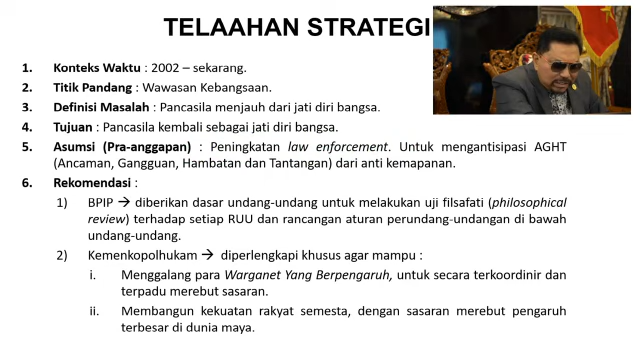 TELAAHAN STRATEGI
1. Konteks Waktu : 2002 – sekarang.
2. Titik Pandang : Wawasan Kebangsaan.
3. Definisi Masalah : Pancasila menjauh dari jati diri bangsa.
4. Tujuan : Pancasila kembali sebagai jati diri bangsa.
5. Asumsi (Pra-anggapan) : Peningkatan law enforcement. Untuk mengantisipasi AGHT
(Ancaman, Gangguan, Hambatan dan Tantangan) dari anti kemapanan.
6. Rekomendasi :
1) BPIP → diberikan dasar undang-undang untuk melakukan uji filsafati (philosophical
review) terhadap setiap RUU dan rancangan aturan perundang-undangan di bawah
undang-undang.
2) Kemenkopolhukam → diperlengkapi khusus agar mampu :
i. Menggalang para Warganet Yang Berpengaruh, untuk secara terkoordinir dan
terpadu merebut sasaran.
ii. Membangun kekuatan rakyat semesta, dengan sasaran merebut pengaruh
terbesar di dunia maya.